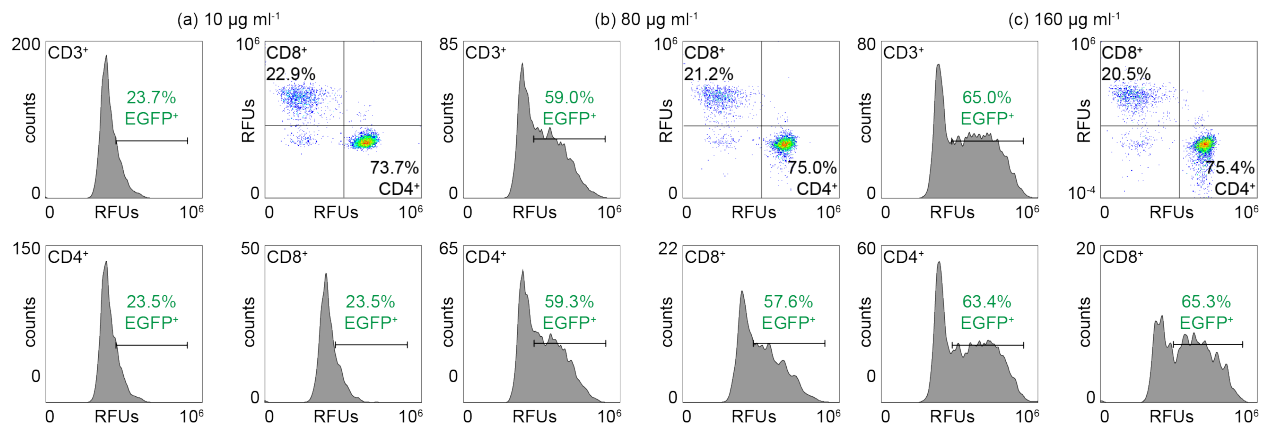 (a) 10 µg ml-1
(b) 80 µg ml-1
(c) 160 µg ml-1
200
counts
0
CD3+
23.7%
EGFP+
0
RFUs
10⁶
10⁶
RFUs
0
CD8+
22.9%
73.7%
CD4+
0
RFUs
10⁶
85
counts
0
CD3+
59.0%
EGFP+
0
RFUs
10⁶
10⁶
RFUs
0
CD8+
21.2%
75.0%
CD4+
0
RFUs
10⁶
80
counts
0
CD3+
65.0%
EGFP+
0
RFUs
10⁶
10⁶
RFUs
10⁻⁴
CD8+
20.5%
75.4%
CD4+
0
RFUs
10⁶
150
counts
0
CD4+
23.5%
EGFP+
0
RFUs
10⁶
50
counts
0
CD8+
23.5%
EGFP+
0
RFUs
10⁶
65
counts
0
CD4+
59.3%
EGFP+
0
RFUs
10⁶
22
counts
0
CD8+
57.6%
EGFP+
0
RFUs
10⁶
60
counts
0
CD4+
63.4%
EGFP+
0
RFUs
10⁶
20
counts
0
CD8+
65.3%
EGFP+
0
RFUs
10⁶